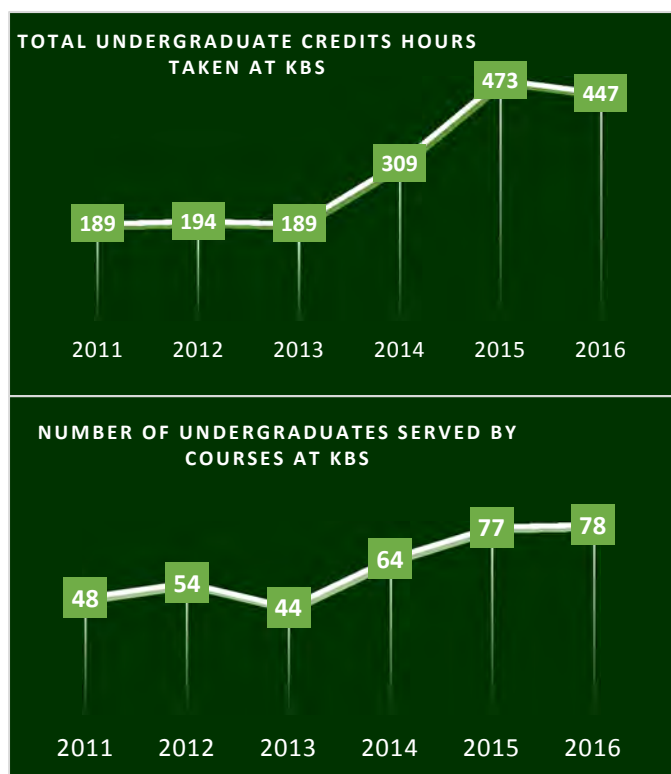 TOTAL UNDERGRADUATE CREDITS HOURS
TAKEN AT KBS
473
447
309
189
194
189
2011 2012 2013 2014 2015 2016
NUMBER OF UNDERGRADUATES SERVED BY
COURSES AT KBS
77
78
64
54
48
44
2011 2012 2013 2014 2015 2016